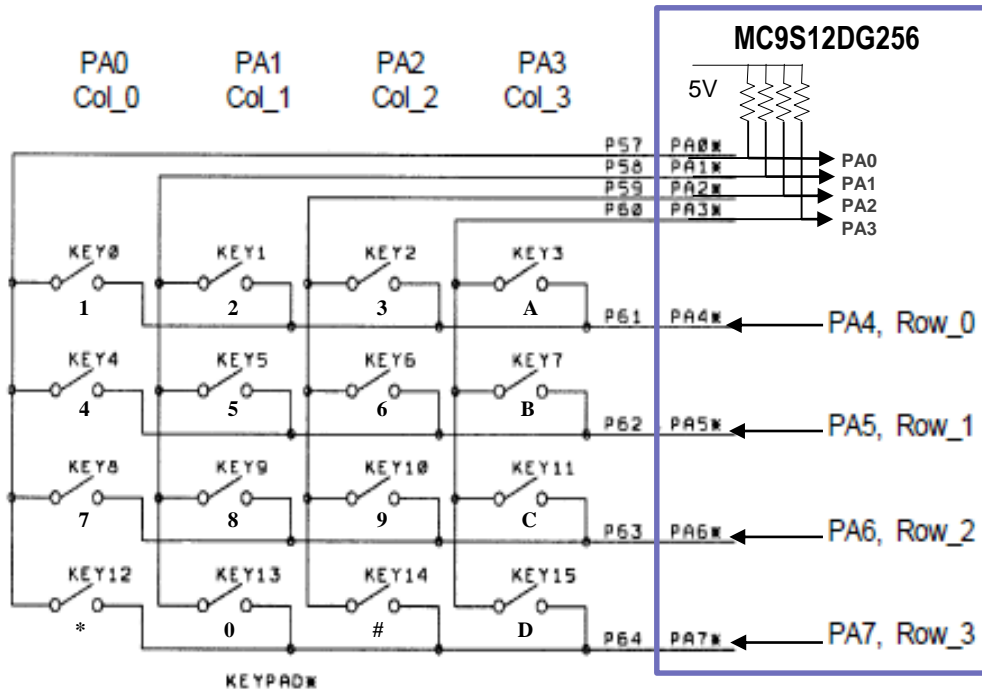 MC9S12DG256
PA0 PA1 PA2 PA3
Col_0 Col_1 Col_2 Col_3
5V
P57 PA0* PA0
P58 PA1* PA1
P59 PA2* PA2
P60 PA3* PA3
KEY0 KEY1 KEY2 KEY3
1 2 3 A
P61 PA4* PA4, Row_0
KEY4 KEY5 KEY6 KEY7
4 5 6 B
P62 PA5* PA5, Row_1
KEY8 KEY9 KEY10 KEY11
7 8 9 C
P63 PA6* PA6, Row_2
KEY12 KEY13 KEY14 KEY15
* 0 # D
P64 PA7* PA7, Row_3
KEYPAD*